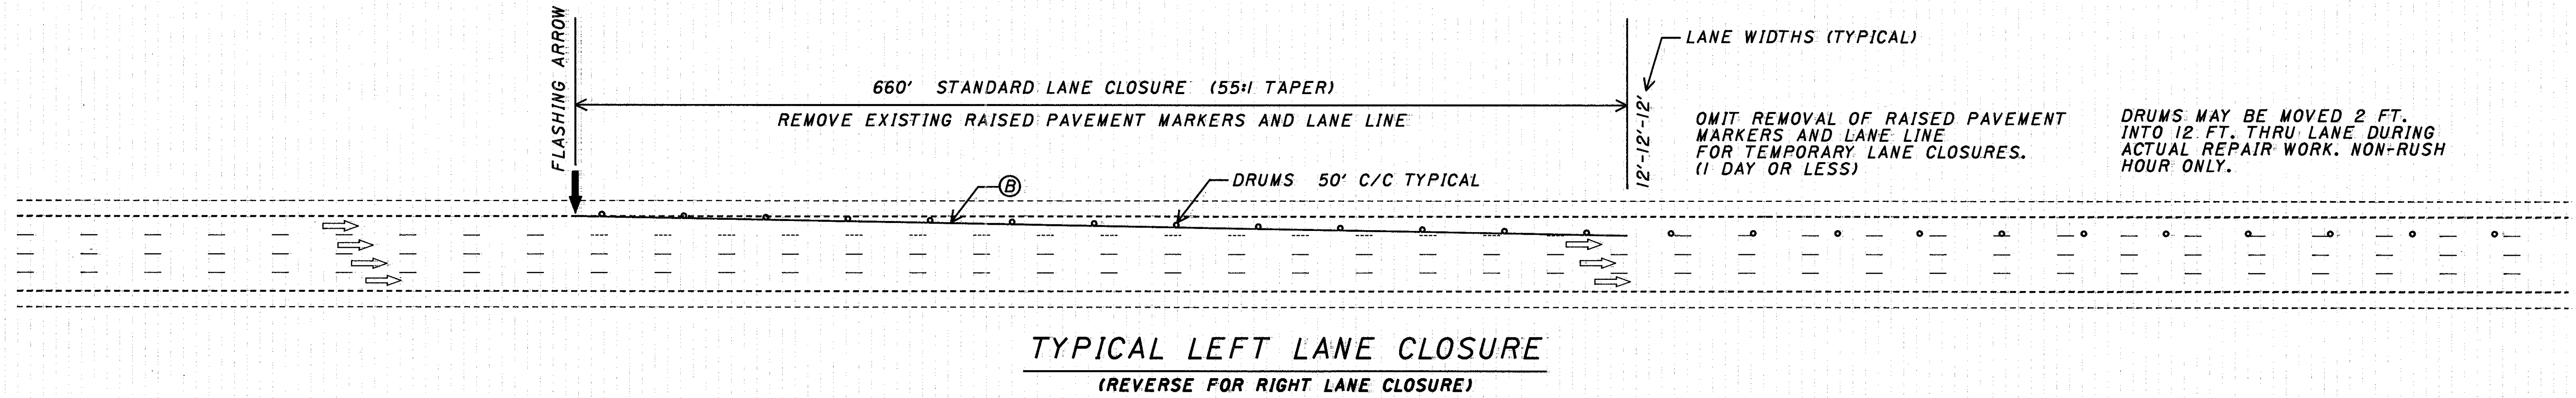 FLASHING ARROW
660' STANDARD LANE CLOSURE (55:1 TAPER)
REMOVE EXISTING RAISED PAVEMENT MARKERS AND LANE LINE
LANE WIDTHS (TYPICAL)
12'-12'-12'
OMIT REMOVAL OF RAISED PAVEMENT
MARKERS AND LANE LINE
FOR TEMPORARY LANE CLOSURES.
(1 DAY OR LESS)
DRUMS MAY BE MOVED 2 FT.
INTO 12 FT. THRU LANE DURING
ACTUAL REPAIR WORK. NON-RUSH
HOUR ONLY.
B
DRUMS 50' C/C TYPICAL
TYPICAL LEFT LANE CLOSURE
(REVERSE FOR RIGHT LANE CLOSURE)